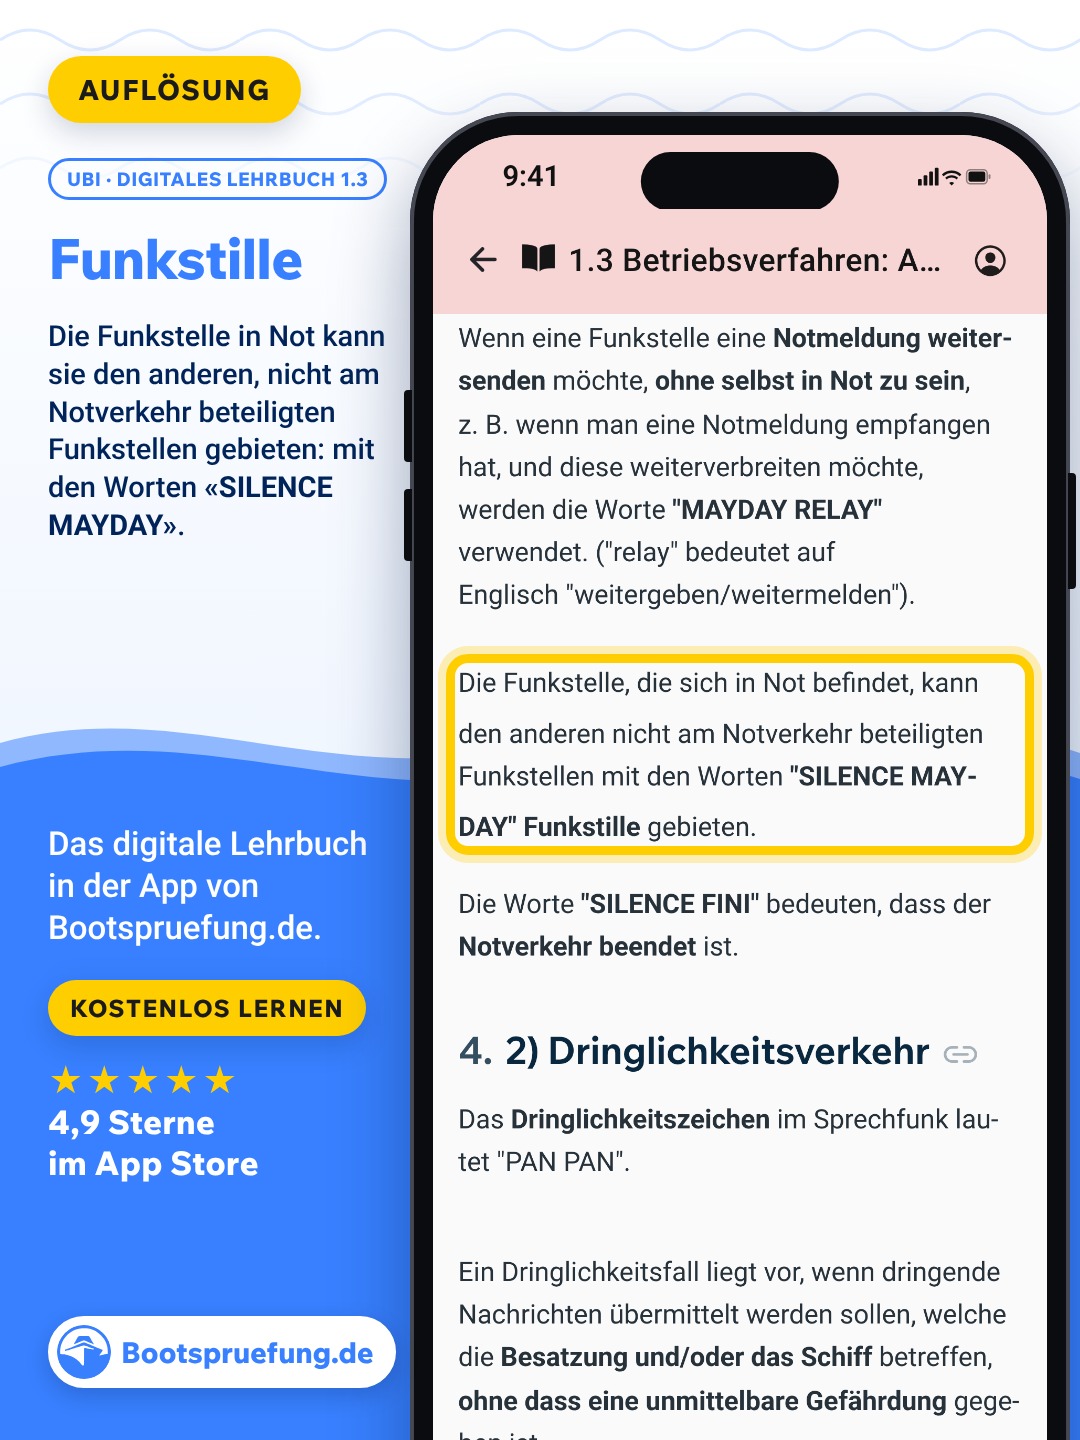 AUFLÖSUNG
UBI · DIGITALES LEHRBUCH 1.3
Funkstille
Die Funkstelle in Not kann
sie den anderen, nicht am
Notverkehr beteiligten
Funkstellen gebieten: mit
den Worten «SILENCE
MAYDAY».
Das digitale Lehrbuch
in der App von
Bootspruefung.de.
KOSTENLOS LERNEN
★★★★★
4,9 Sterne
im App Store
Bootspruefung.de
9:41
1.3 Betriebsverfahren: A...
Wenn eine Funkstelle eine Notmeldung weiter-
senden möchte, ohne selbst in Not zu sein,
z. B. wenn man eine Notmeldung empfangen
hat, und diese weiterverbreiten möchte,
werden die Worte "MAYDAY RELAY"
verwendet. ("relay" bedeutet auf
Englisch "weitergeben/weitermelden").
Die Funkstelle, die sich in Not befindet, kann
den anderen nicht am Notverkehr beteiligten
Funkstellen mit den Worten "SILENCE MAY-
DAY" Funkstille gebieten.
Die Worte "SILENCE FINI" bedeuten, dass der
Notverkehr beendet ist.
4. 2) Dringlichkeitsverkehr
Das Dringlichkeitszeichen im Sprechfunk lau-
tet "PAN PAN".
Ein Dringlichkeitsfall liegt vor, wenn dringende
Nachrichten übermittelt werden sollen, welche
die Besatzung und/oder das Schiff betreffen,
ohne dass eine unmittelbare Gefährdung gege-